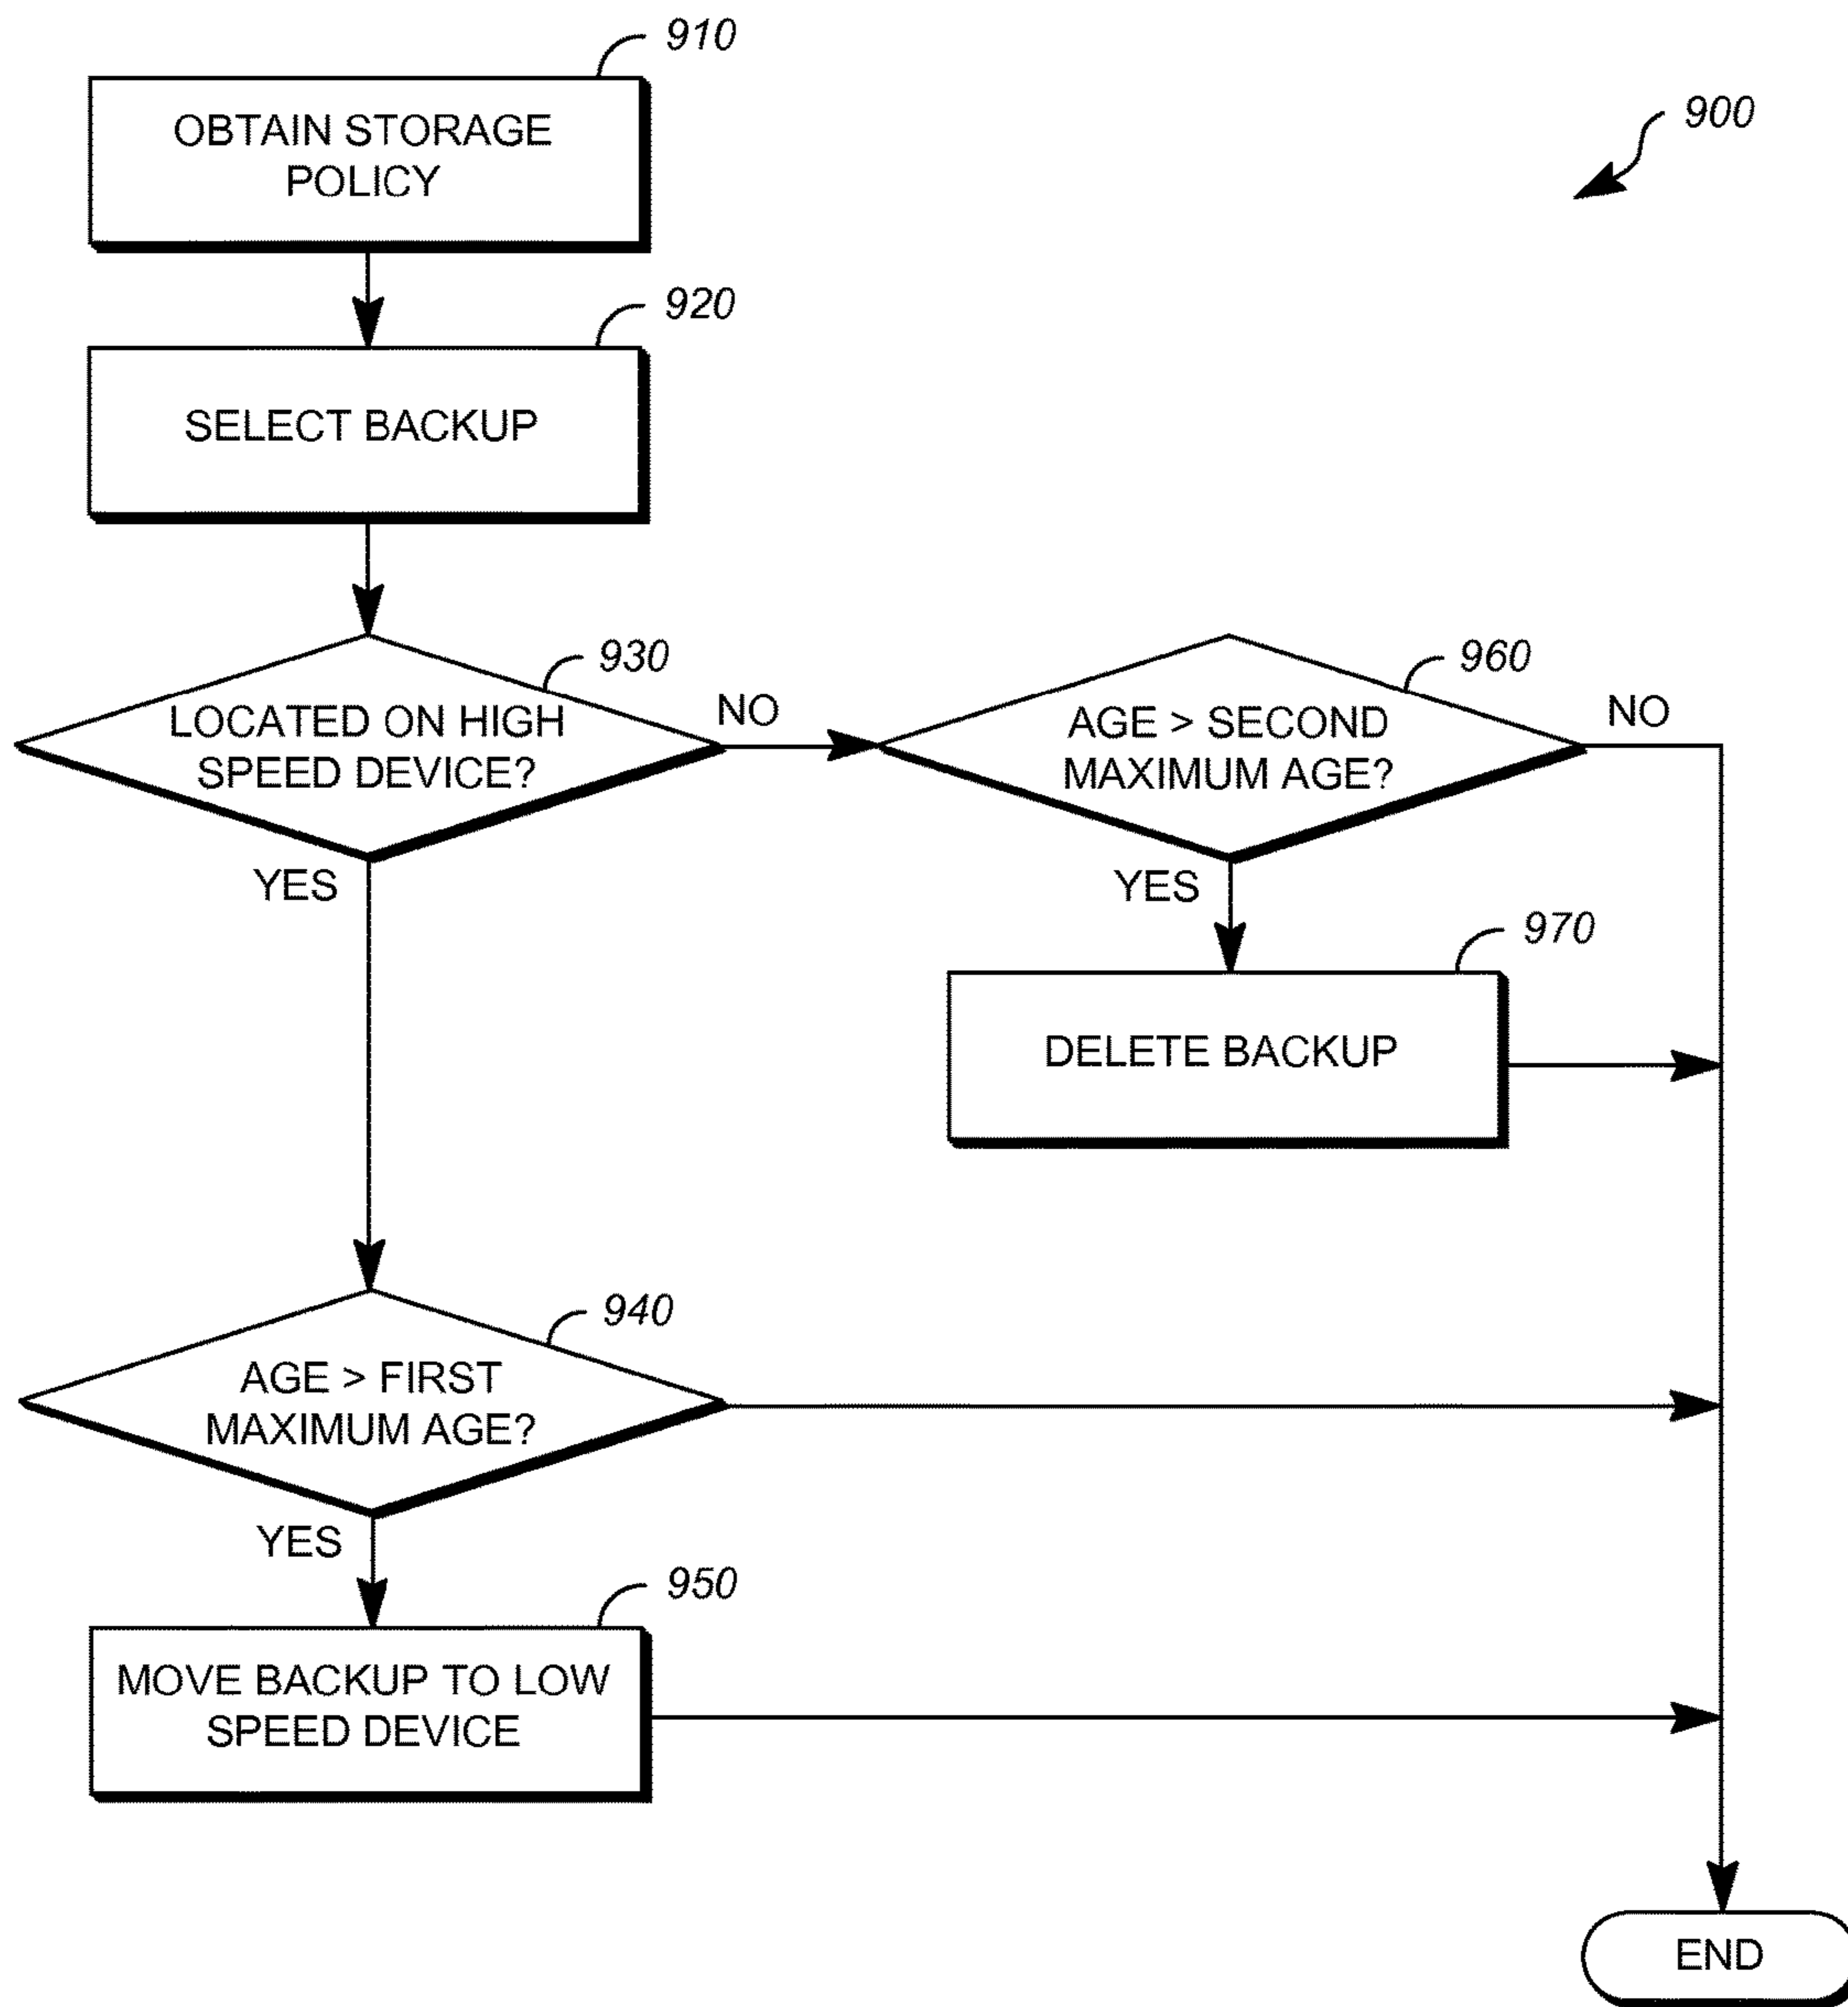 910
OBTAIN STORAGE
POLICY
900
920
SELECT BACKUP
930
LOCATED ON HIGH
SPEED DEVICE?
NO
960
AGE > SECOND
MAXIMUM AGE?
NO
YES
YES
970
DELETE BACKUP
940
AGE > FIRST
MAXIMUM AGE?
YES
950
MOVE BACKUP TO LOW
SPEED DEVICE
END